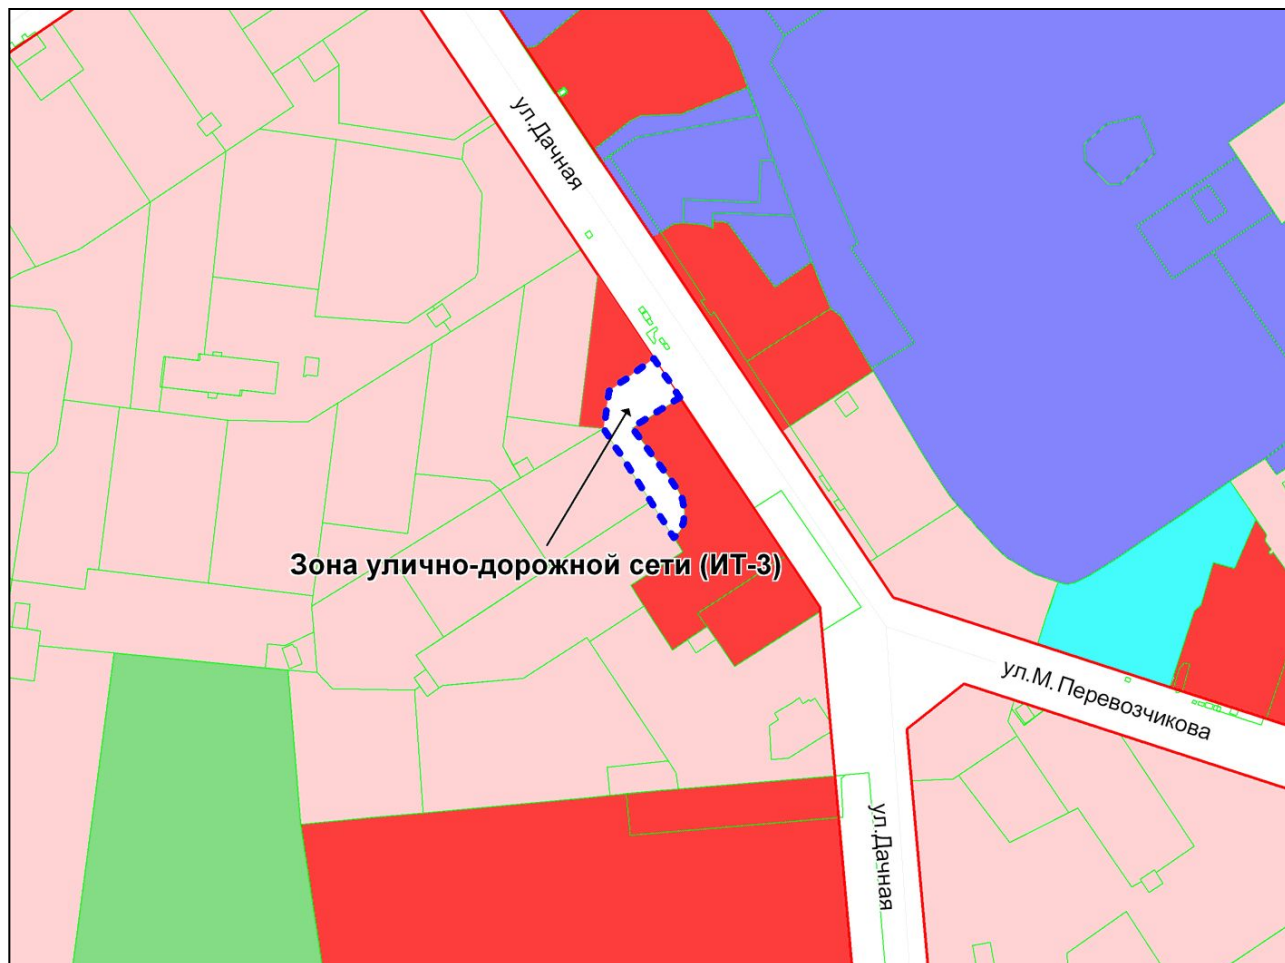 ул.Дачная
Зона улично-дорожной сети (ИТ-3)
ул.М.Перевозчикова
ул.Дачная